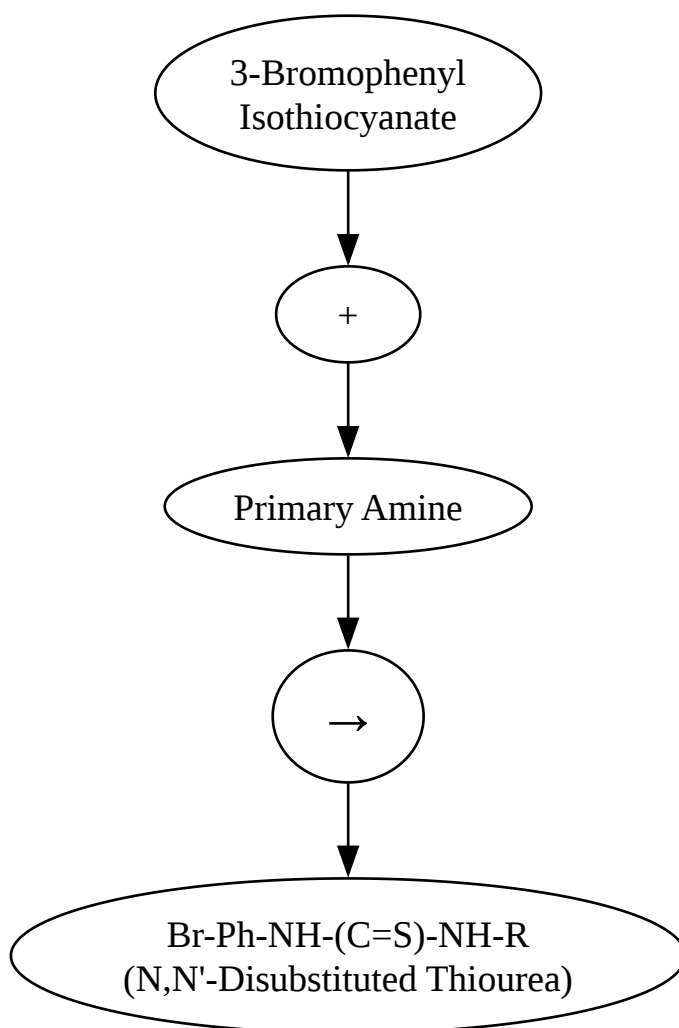 3-Bromophenyl
Isothiocyanate
+
Primary Amine
→
Br-Ph-NH-(C=S)-NH-R
(N,N'-Disubstituted Thiourea)